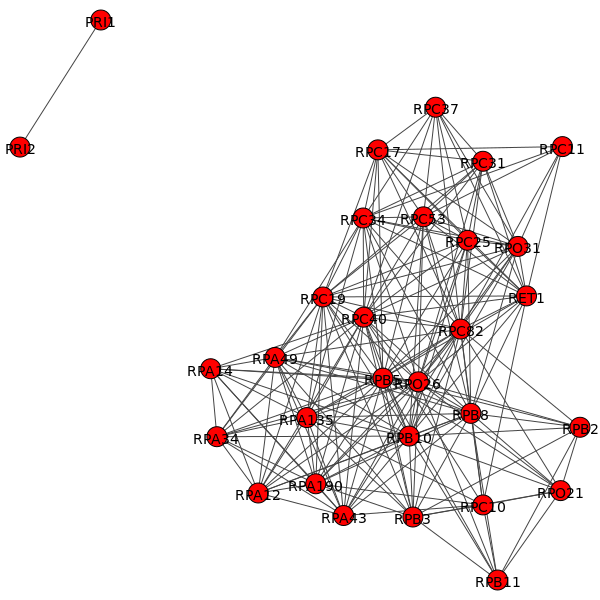 PRI1
RPC37
PRI2
RPC17
RPC11
RPC31
RPC34
RPC53
RPC25
RPO31
RPC19
RET1
RPC40
RPC82
RPA49
RPA14
RPB5
RPO26
RPA135
RPB8
RPB2
RPA34
RPB10
RPA190
RPO21
RPA12
RPC10
RPA43
RPB3
RPB11